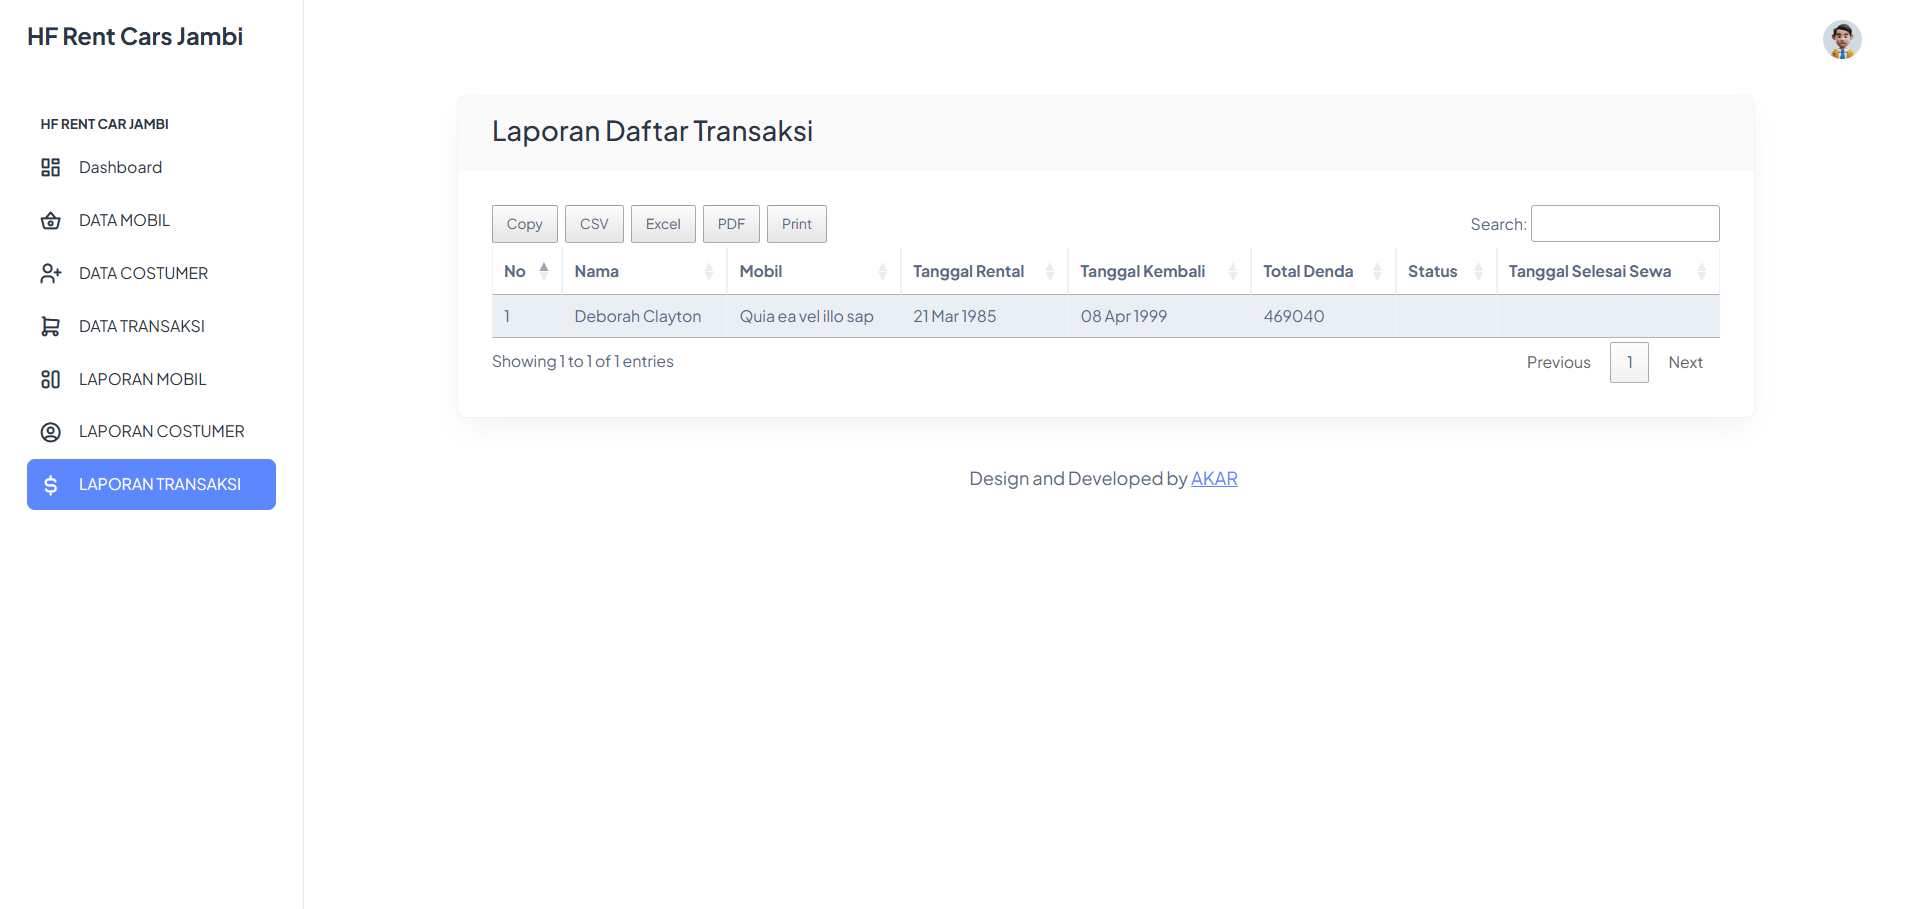 HF Rent Cars Jambi
HF RENT CAR JAMBI
Dashboard
DATA MOBIL
DATA COSTUMER
DATA TRANSAKSI
LAPORAN MOBIL
LAPORAN COSTUMER
LAPORAN TRANSAKSI
Laporan Daftar Transaksi
Copy CSV Excel PDF Print Search:
No Nama Mobil Tanggal Rental Tanggal Kembali Total Denda Status Tanggal Selesai Sewa
1 Deborah Clayton Quia ea vel illo sap 21 Mar 1985 08 Apr 1999 469040
Showing 1 to 1 of 1 entries Previous 1 Next
Design and Developed by AKAR